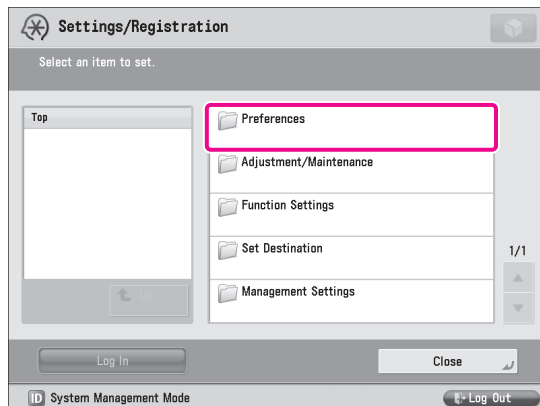 Settings/Registration
Select an item to set.
Top
Preferences
Adjustment/Maintenance
Function Settings
Set Destination
1/1
Management Settings
Up
Log In
Close
ID System Management Mode
Log Out